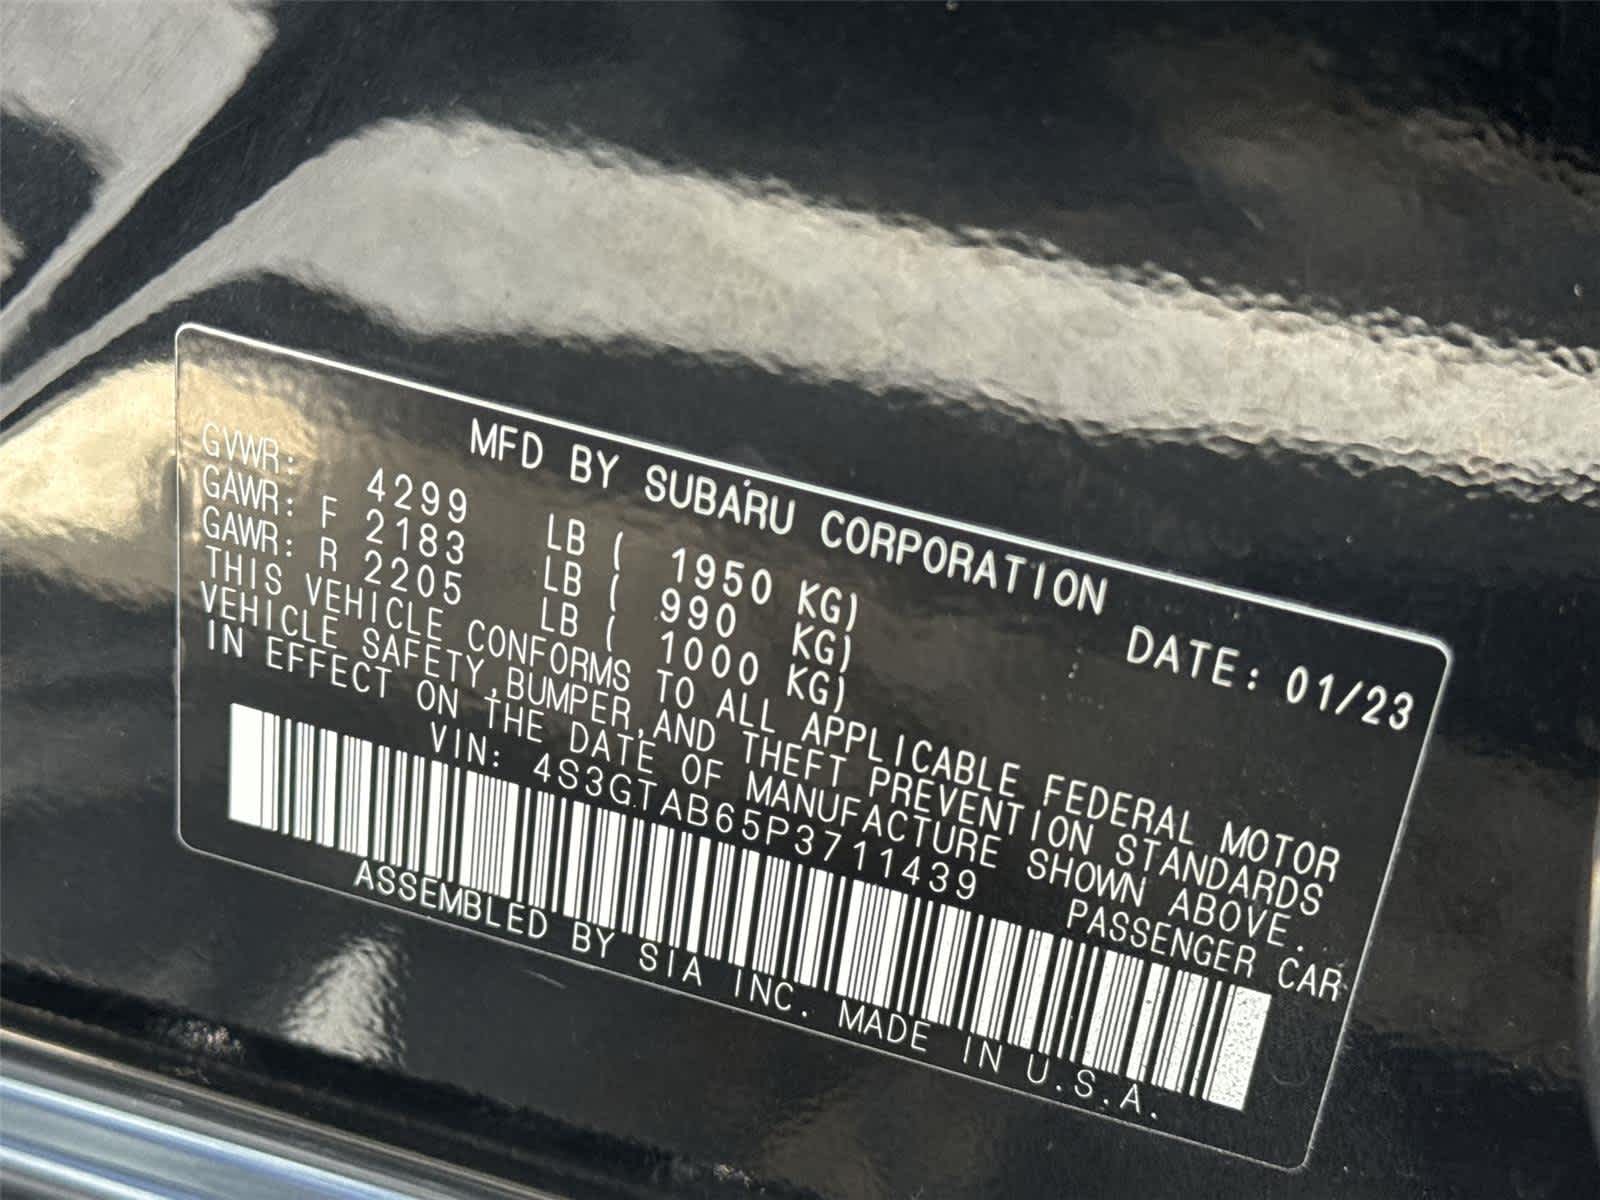 MFD BY SUBARU CORPORATION DATE: 01/23
GVWR: 4299 LB ( 1950 KG)
GAWR: F 2183 LB ( 990 KG)
GAWR: R 2205 LB ( 1000 KG)
THIS VEHICLE CONFORMS TO ALL APPLICABLE FEDERAL MOTOR
VEHICLE SAFETY,BUMPER,AND THEFT PREVENTION STANDARDS
IN EFFECT ON THE DATE OF MANUFACTURE SHOWN ABOVE.
VIN: 4S3GTAB65P3711439 PASSENGER CAR
ASSEMBLED BY SIA INC. MADE IN U.S.A.